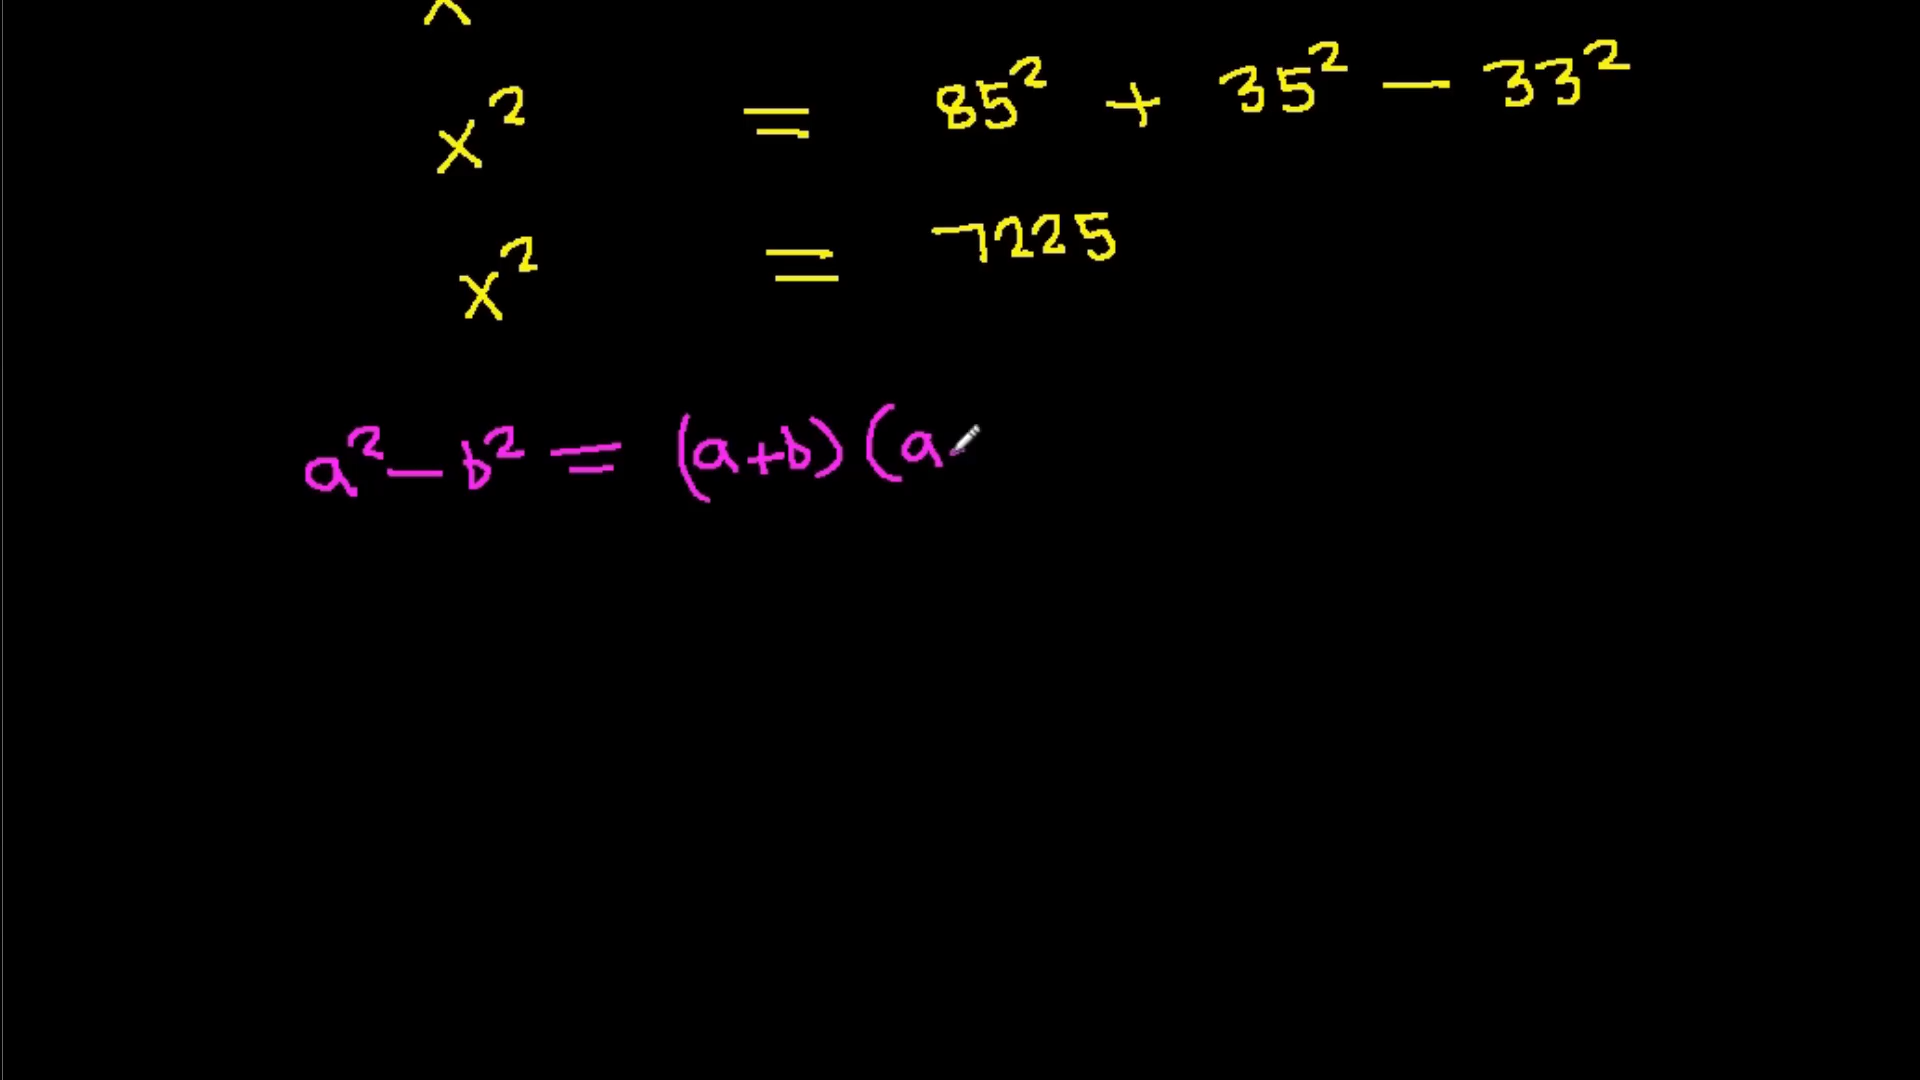 x² = 85² + 35² − 33²
x² = 7225
a² − b² = (a+b) (a